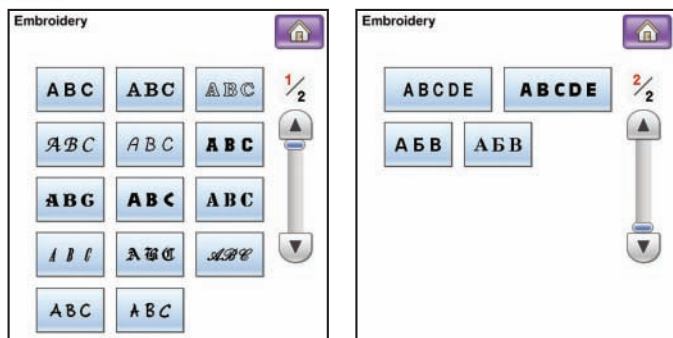 Embroidery
ABC ABC ABC 1/2
ABC ABC ABC
ABG ABC ABC
ABC ABC ABC
ABC ABC
Embroidery
ABCDE ABCDE 2/2
АБВ АБВ